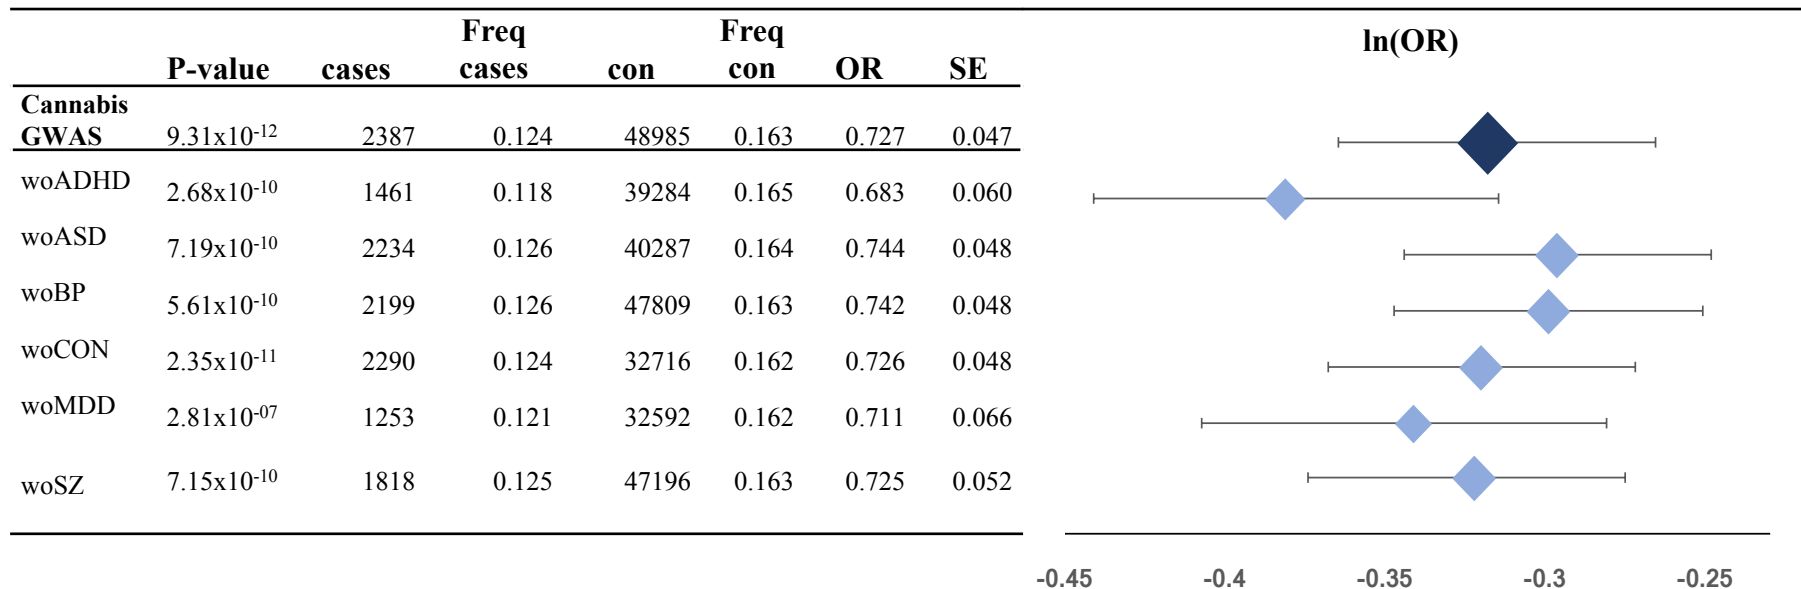 Freq Freq ln(OR)
P-value cases cases con con OR SE
Cannabis
GWAS 9.31x10-12 2387 0.124 48985 0.163 0.727 0.047
woADHD 2.68x10-10 1461 0.118 39284 0.165 0.683 0.060
woASD 7.19x10-10 2234 0.126 40287 0.164 0.744 0.048
woBP 5.61x10-10 2199 0.126 47809 0.163 0.742 0.048
woCON 2.35x10-11 2290 0.124 32716 0.162 0.726 0.048
woMDD 2.81x10-07 1253 0.121 32592 0.162 0.711 0.066
woSZ 7.15x10-10 1818 0.125 47196 0.163 0.725 0.052
-0.45 -0.4 -0.35 -0.3 -0.25